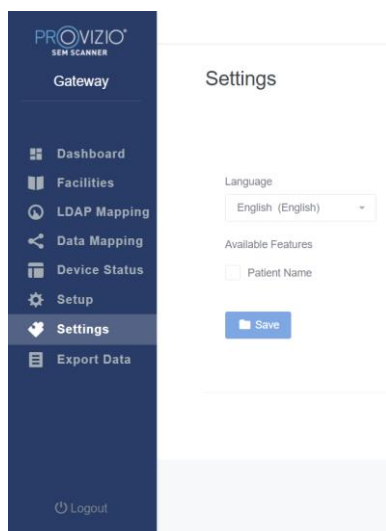 PROVIZIO®
SEM SCANNER
Gateway
Dashboard
Facilities
LDAP Mapping
Data Mapping
Device Status
Setup
Settings
Export Data
Logout
Settings
Language
English (English)
Available Features
Patient Name
Save